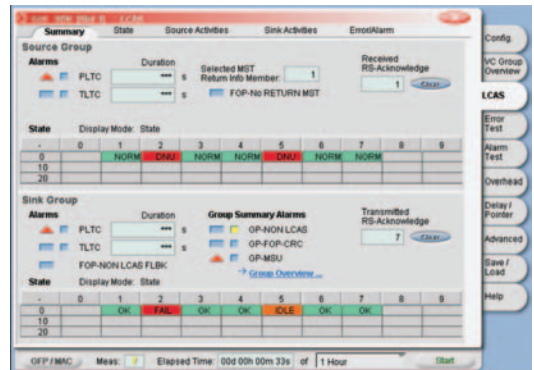 Summary State Source Activities Sink Activities Error/Alarm
Source Group
Alarms Duration Selected MST Return Info Member: 1 Received RS-Acknowledge
PLTC *** s 1 Clear
TLTC *** s FOP-No RETURN MST
State Display Mode: State
- 0 1 2 3 4 5 6 7 8 9
0 NORM DNU NORM NORM DNU NORM NORM
10
20
Sink Group
Alarms Duration Group Summary Alarms Transmitted RS-Acknowledge
PLTC *** s GP-NON LCAS 7 Clear
TLTC *** s GP-FOP-CRC
FOP-NON LCAS FLBK GP-MSU
Group Overview ...
State Display Mode: State
- 0 1 2 3 4 5 6 7 8 9
0 OK FAIL OK OK IDLE OK OK
10
20
GFP / MAC Meas: Elapsed Time: 00d 00h 00m 33s of 1 Hour Start
Config.
VC Group
Overview
LCAS
Error
Test
Alarm
Test
Overhead
Delay /
Pointer
Advanced
Save /
Load
Help